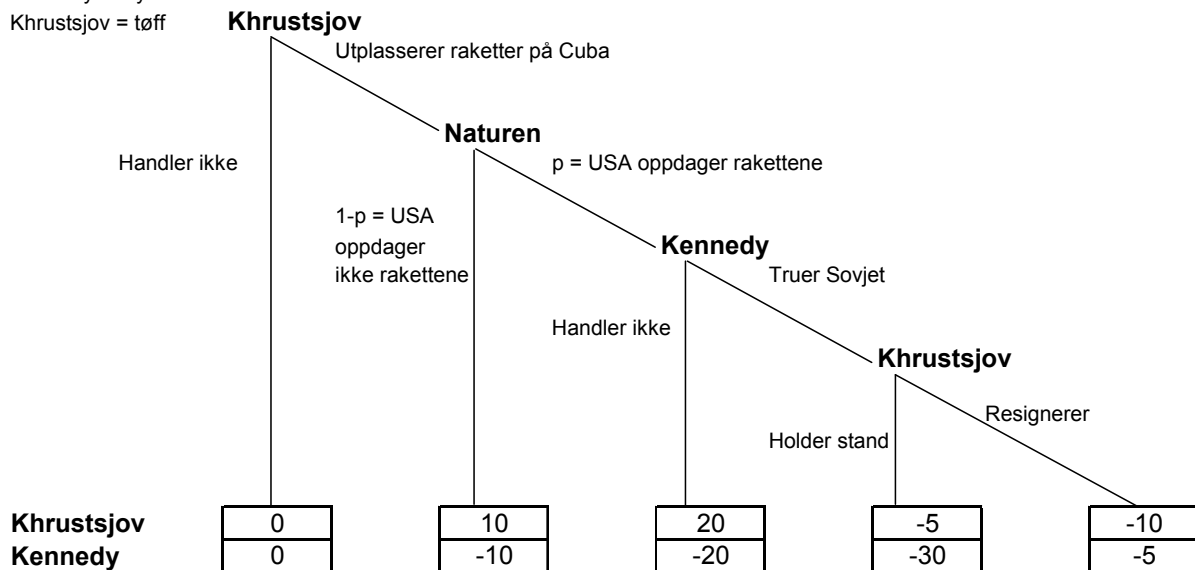 Khrustsjov = tøff
Khrustsjov
Utplasserer raketter på Cuba
Naturen
Handler ikke
p = USA oppdager rakettene
1-p = USA
oppdager
ikke rakettene
Kennedy
Truer Sovjet
Handler ikke
Khrustsjov
Resignerer
Holder stand
Khrustsjov 0 10 20 -5 -10
Kennedy 0 -10 -20 -30 -5